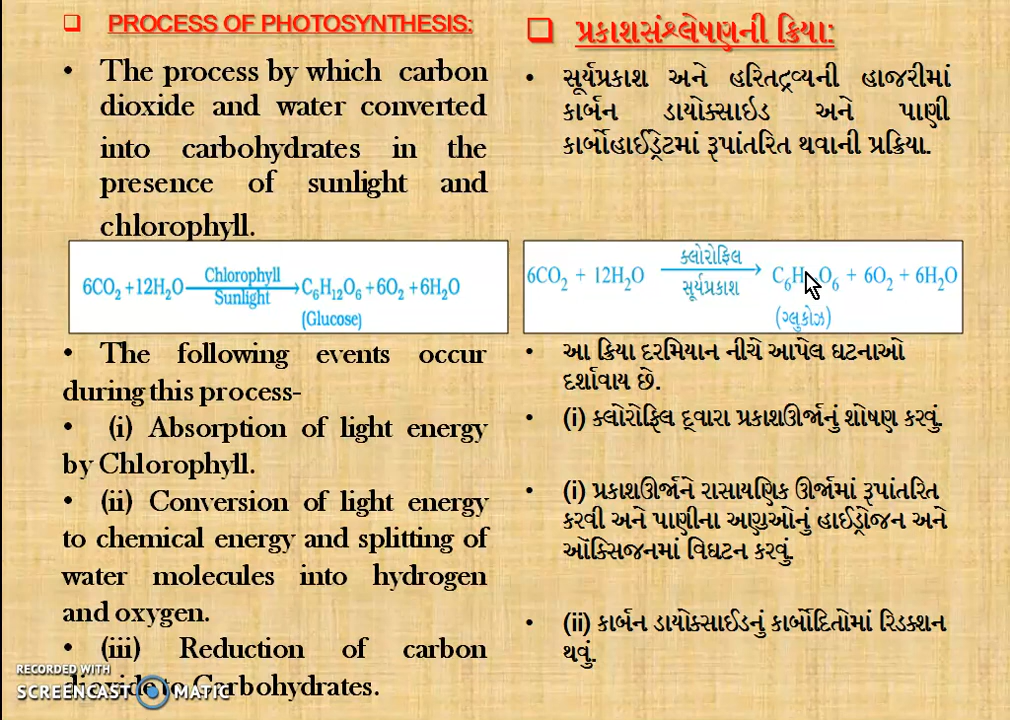 PROCESS OF PHOTOSYNTHESIS:
The process by which carbon
dioxide and water converted
into carbohydrates in the
presence of sunlight and
chlorophyll.
6CO₂ +12H₂O Chlorophyll Sunlight C₆H₁₂O₆ +6O₂ +6H₂O
(Glucose)
• The following events occur
during this process-
• (i) Absorption of light energy
by Chlorophyll.
• (ii) Conversion of light energy
to chemical energy and splitting of
water molecules into hydrogen
and oxygen.
• (iii) Reduction of carbon
dioxide to Carbohydrates.
પ્રકાશસંશ્લેષણની ક્રિયા:
• સૂર્યપ્રકાશ અને હરિતદ્રવ્યની હાજરીમાં
કાર્બન ડાયોક્સાઇડ અને પાણી
કાર્બોહાઈડ્રેટમાં રૂપાંતરિત થવાની પ્રક્રિયા.
6CO₂ + 12H₂O ક્લોરોફિલ સૂર્યપ્રકાશ C₆H O₆ + 6O₂ + 6H₂O
(ગ્લુકોઝ)
• આ ક્રિયા દરમિયાન નીચે આપેલ ઘટનાઓ
દર્શાવાય છે.
• (i) ક્લોરોફિલ દ્વારા પ્રકાશઊર્જાનું શોષણ કરવું.
• (i) પ્રકાશઊર્જાને રાસાયણિક ઊર્જામાં રૂપાંતરિત
કરવી અને પાણીના અણુઓનું હાઈડ્રોજન અને
ઑક્સિજનમાં વિઘટન કરવું.
• (ii) કાર્બન ડાયોક્સાઈડનું કાર્બોદિતોમાં રિડક્શન
થવું.
RECORDED WITH
SCREENCAST MATIC